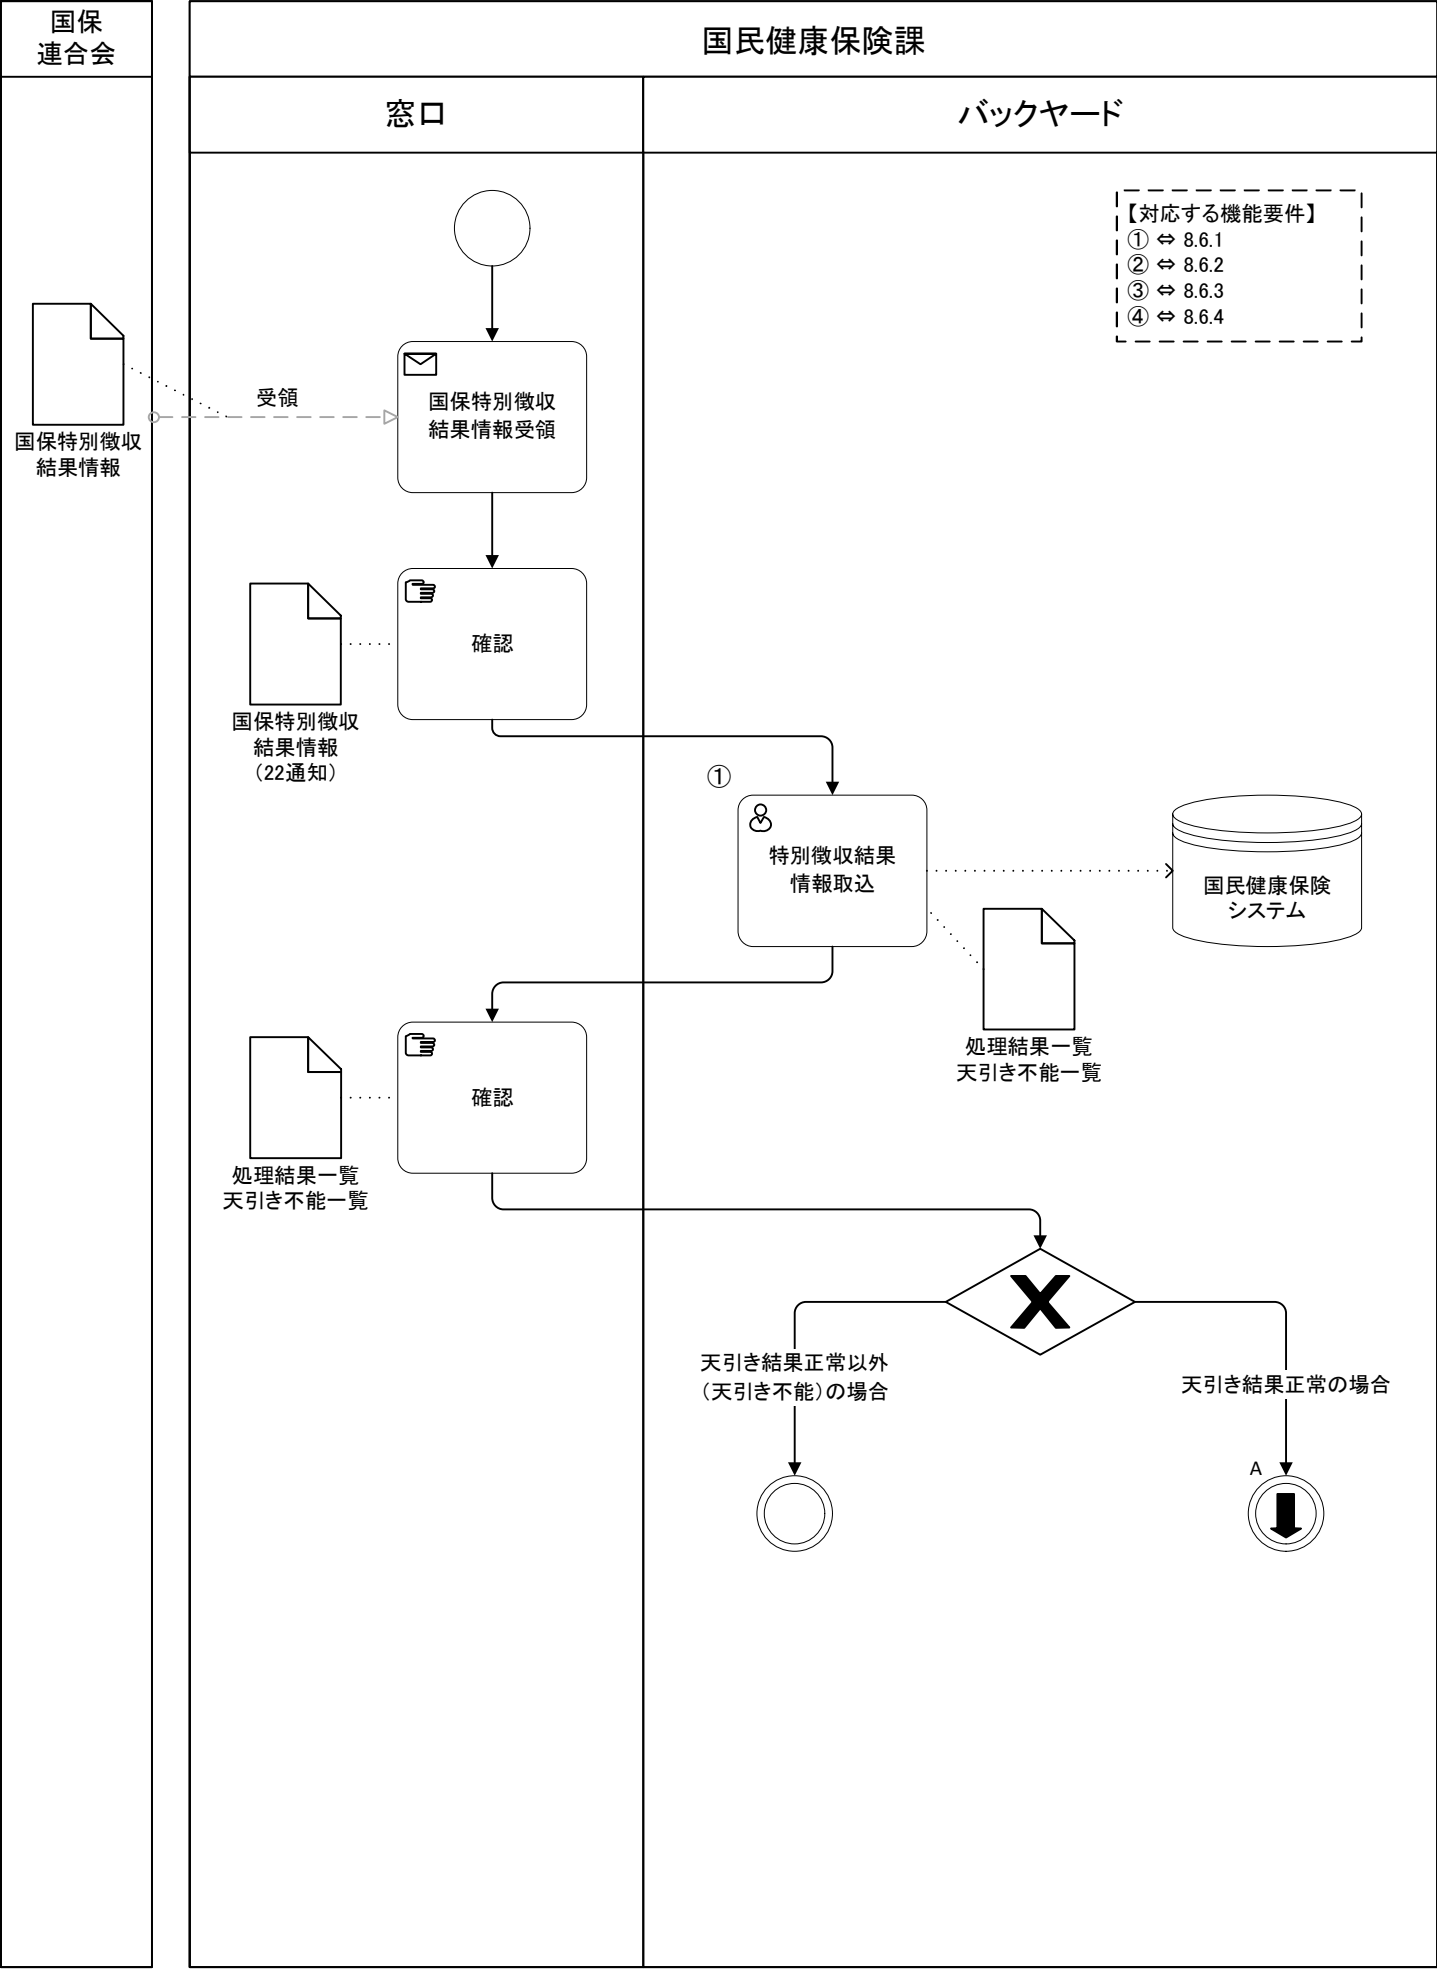 国保
連合会
国民健康保険課
窓口
バックヤード
【対応する機能要件】
① ⇔ 8.6.1
② ⇔ 8.6.2
③ ⇔ 8.6.3
④ ⇔ 8.6.4
国保特別徴収
結果情報
受領
国保特別徴収
結果情報受領
確認
国保特別徴収
結果情報
（22通知）
①
特別徴収結果
情報取込
国民健康保険
システム
処理結果一覧
天引き不能一覧
確認
処理結果一覧
天引き不能一覧
X
天引き結果正常以外
（天引き不能）の場合
天引き結果正常の場合
A